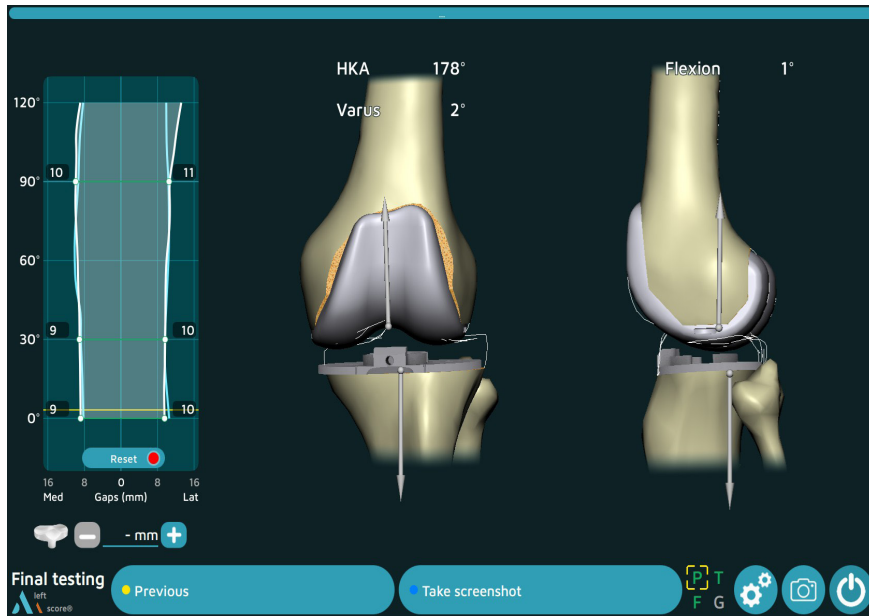 HKA 178°
Varus 2°
Flexion 1°
120°
10 11
90°
60°
9 10
30°
9 10
0°
Reset
16 8 0 8 16
Med Gaps (mm) Lat
- mm +
Final testing
left
score®
Previous
Take screenshot
P T
F G